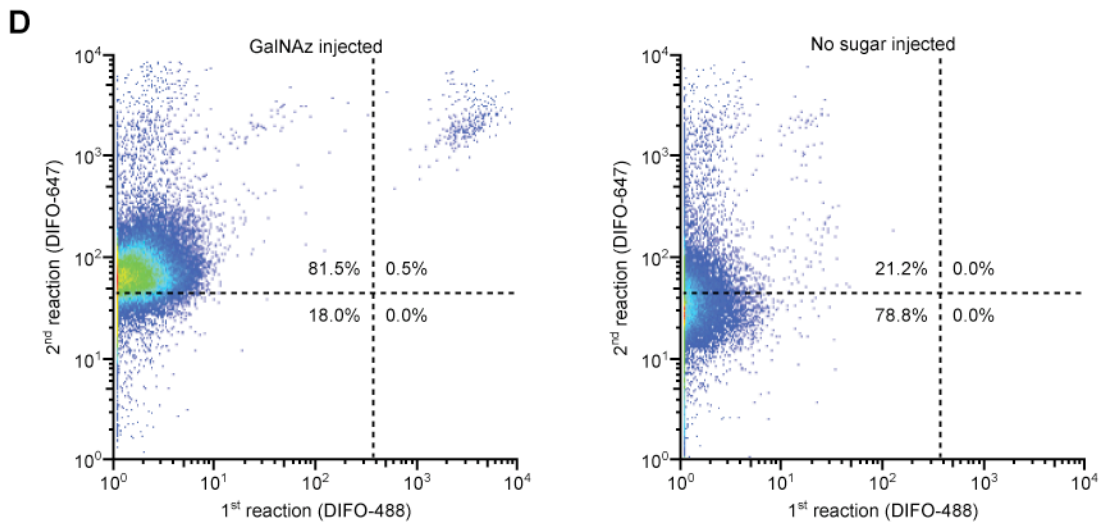 D
GalNAz injected
10⁴
10³
10²
10¹
10⁰
2ⁿᵈ reaction (DIFO-647)
81.5% 0.5%
18.0% 0.0%
10⁰ 10¹ 10² 10³ 10⁴
1ˢᵗ reaction (DIFO-488)
No sugar injected
10⁴
10³
10²
10¹
10⁰
2ⁿᵈ reaction (DIFO-647)
21.2% 0.0%
78.8% 0.0%
10⁰ 10¹ 10² 10³ 10⁴
1ˢᵗ reaction (DIFO-488)